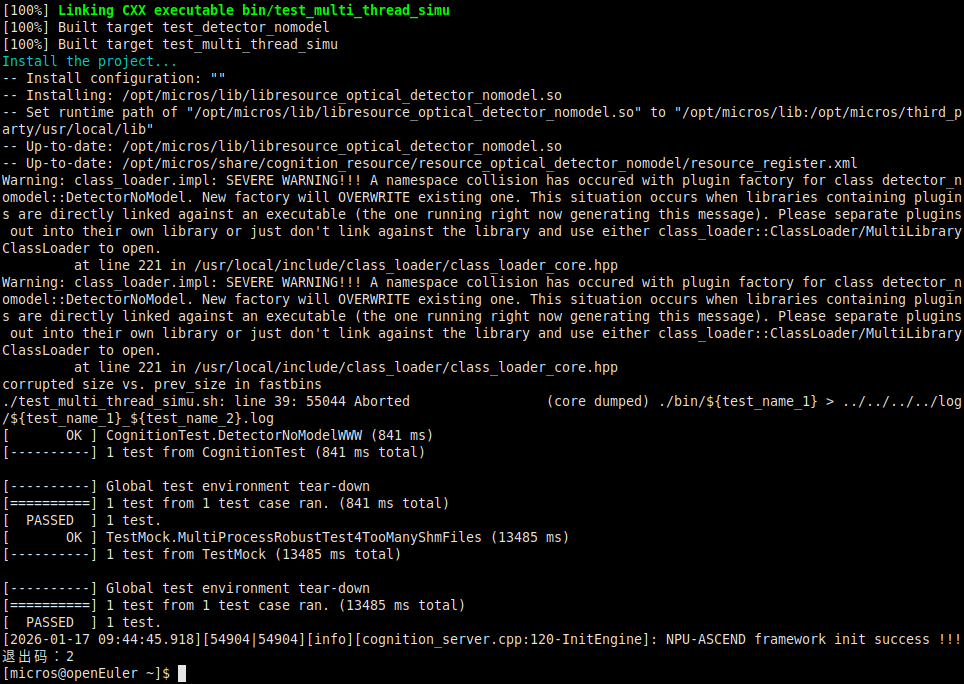 [100%] Linking CXX executable bin/test_multi_thread_simu
[100%] Built target test_detector_nomodel
[100%] Built target test_multi_thread_simu
Install the project...
-- Install configuration: ""
-- Installing: /opt/micros/lib/libresource_optical_detector_nomodel.so
-- Set runtime path of "/opt/micros/lib/libresource_optical_detector_nomodel.so" to "/opt/micros/lib:/opt/micros/third_p
arty/usr/local/lib"
-- Up-to-date: /opt/micros/lib/libresource_optical_detector_nomodel.so
-- Up-to-date: /opt/micros/share/cognition_resource/resource_optical_detector_nomodel/resource_register.xml
Warning: class_loader.impl: SEVERE WARNING!!! A namespace collision has occured with plugin factory for class detector_n
omodel::DetectorNoModel. New factory will OVERWRITE existing one. This situation occurs when libraries containing plugin
s are directly linked against an executable (the one running right now generating this message). Please separate plugins
 out into their own library or just don't link against the library and use either class_loader::ClassLoader/MultiLibrary
ClassLoader to open.
         at line 221 in /usr/local/include/class_loader/class_loader_core.hpp
Warning: class_loader.impl: SEVERE WARNING!!! A namespace collision has occured with plugin factory for class detector_n
omodel::DetectorNoModel. New factory will OVERWRITE existing one. This situation occurs when libraries containing plugin
s are directly linked against an executable (the one running right now generating this message). Please separate plugins
 out into their own library or just don't link against the library and use either class_loader::ClassLoader/MultiLibrary
ClassLoader to open.
         at line 221 in /usr/local/include/class_loader/class_loader_core.hpp
corrupted size vs. prev_size in fastbins
./test_multi_thread_simu.sh: line 39: 55044 Aborted                 (core dumped) ./bin/${test_name_1} > ../../../../log
/${test_name_1}_${test_name_2}.log
[       OK ] CognitionTest.DetectorNoModelWWW (841 ms)
[----------] 1 test from CognitionTest (841 ms total)

[----------] Global test environment tear-down
[==========] 1 test from 1 test case ran. (841 ms total)
[  PASSED  ] 1 test.
[       OK ] TestMock.MultiProcessRobustTest4TooManyShmFiles (13485 ms)
[----------] 1 test from TestMock (13485 ms total)

[----------] Global test environment tear-down
[==========] 1 test from 1 test case ran. (13485 ms total)
[  PASSED  ] 1 test.
[2026-01-17 09:44:45.918][54904|54904][info][cognition_server.cpp:120-InitEngine]: NPU-ASCEND framework init success !!!
退出码：2
[micros@openEuler ~]$